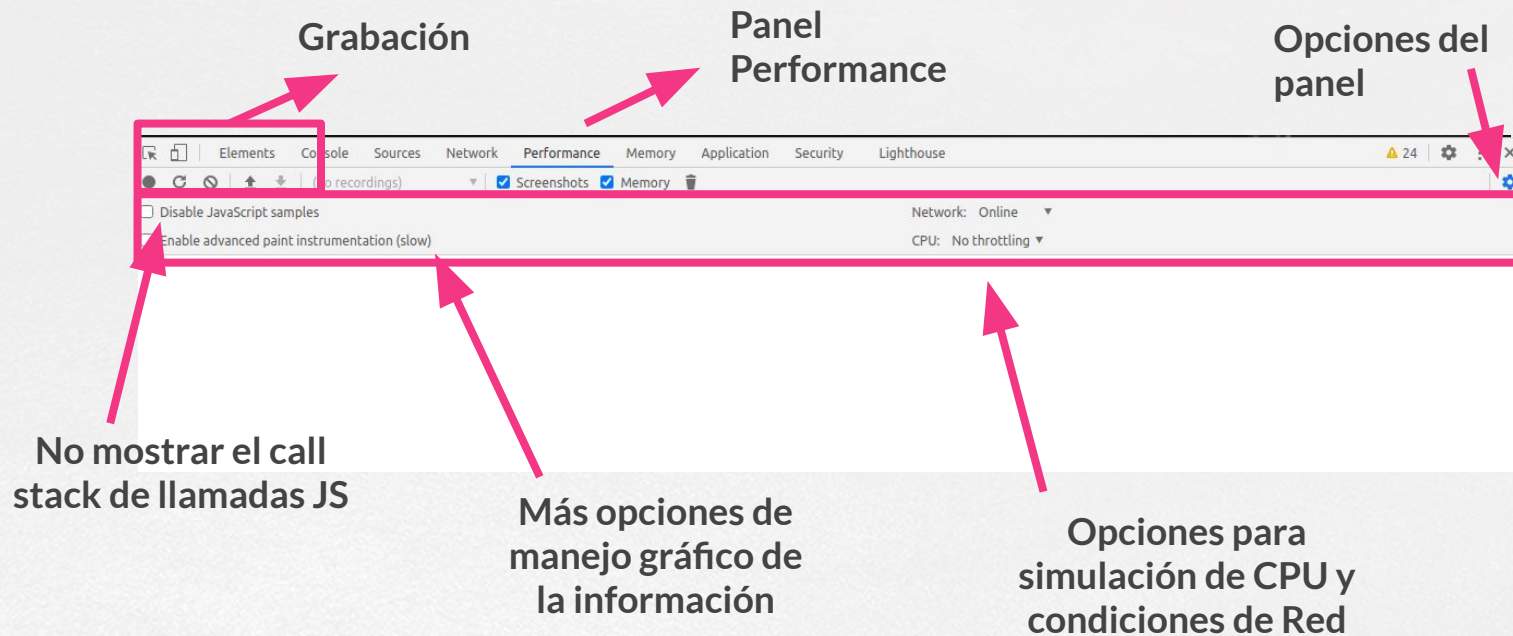 Grabación
Panel
Performance
Opciones del
panel
Elements Console Sources Network Performance Memory Application Security Lighthouse 24
(No recordings) Screenshots Memory
Disable JavaScript samples Network: Online
Enable advanced paint instrumentation (slow) CPU: No throttling
No mostrar el call
stack de llamadas JS
Más opciones de
manejo gráfico de
la información
Opciones para
simulación de CPU y
condiciones de Red